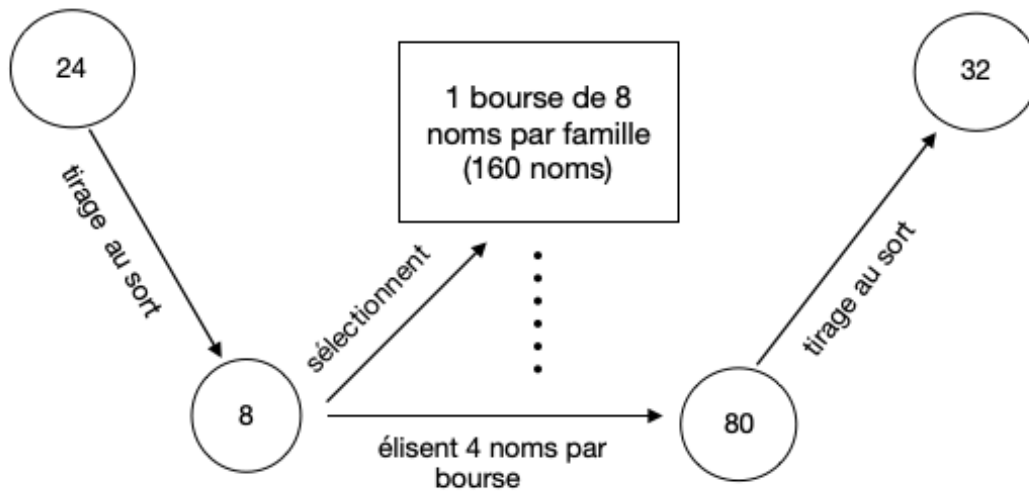 24
tirage au sort
8
sélectionnent
1 bourse de 8
noms par famille
(160 noms)
élisent 4 noms par
bourse
80
tirage au sort
32